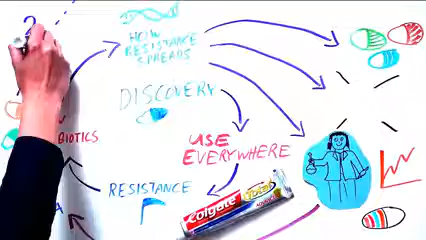 ?
HOW
RESISTANCE
SPREADS
DISCOVERY
BIOTICS
USE
EVERYWHERE
RESISTANCE
Colgate
Total